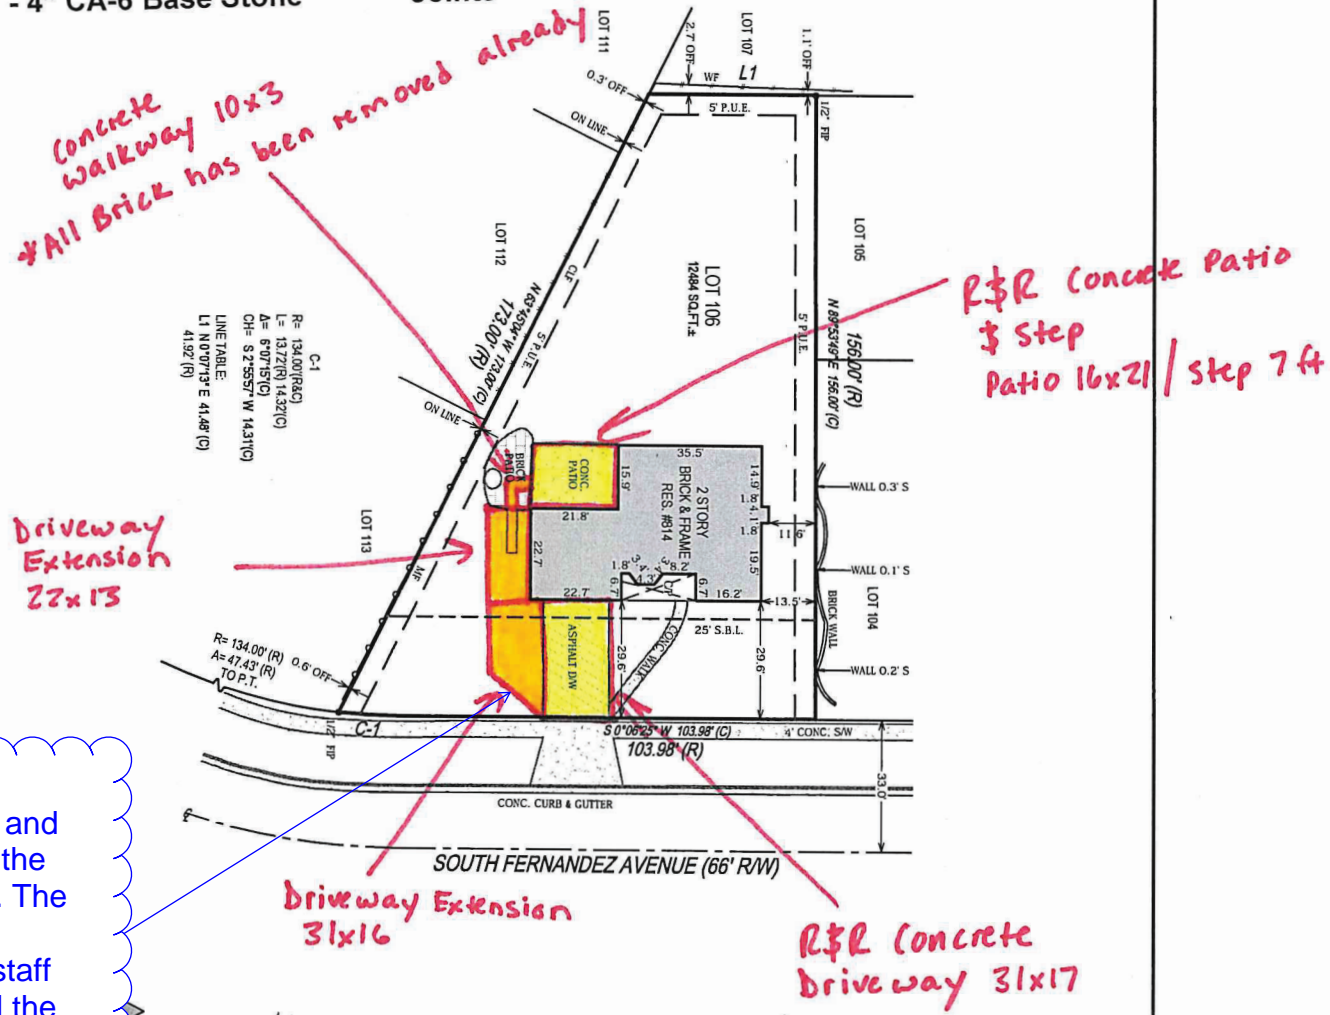 - 4" CA-6 Base Stone
Concrete
Walkway 10x3
*All Brick has been removed already
LOT 111
2.7' OFF
LOT 107
1.1' OFF
WF
L1
0.3' OFF
5' P.U.E.
1/2" FIP
ON LINE
LOT 105
LOT 112
CLF
5' P.U.E.
N 63°45'04" W 173.00' (C)
173.00' (R)
LOT 106
12484 SQ.FT.±
5' P.U.E.
N 89°53'49" E 156.00' (C)
156.00' (R)
R$R Concrete Patio
$ Step
Patio 16x21 / Step 7 ft
C-1
R= 134.00'(R&C)
L= 13.72'(R) 14.32'(C)
Δ= 6°07'15"(C)
CH= S 2°55'57" W 14.31'(C)
LINE TABLE:
L1 N 0°07'13" E 41.48' (C)
41.92' (R)
ON LINE
BRICK
PATIO
CONC.
PATIO
15.9'
35.5'
2 STORY
BRICK & FRAME
RES. #814
14.9'
1.8'
4.1'
1.8'
11.6'
WALL 0.3' S
21.8'
22.7'
19.5'
Driveway
Extension
22x13
LOT 113
MF
1.8'
4.3'
8.2'
6.7'
6.7'
22.7'
16.2'
13.5'
WALL 0.1' S
LOT 104
BRICK WALL
25' S.B.L.
ASPHALT D/W
CONC. WALK
29.6'
29.6'
WALL 0.2' S
R= 134.00' (R)
A= 47.43' (R)
TO P.T.
0.6' OFF
1/2" FIP
C-1
S 0°06'25" W 103.98' (C)
103.98' (R)
4' CONC. S/W
33.0'
CONC. CURB & GUTTER
SOUTH FERNANDEZ AVENUE (66' R/W)
and
the
. The
staff
the
Driveway Extension
31x16
R$R Concrete
Driveway 31x17